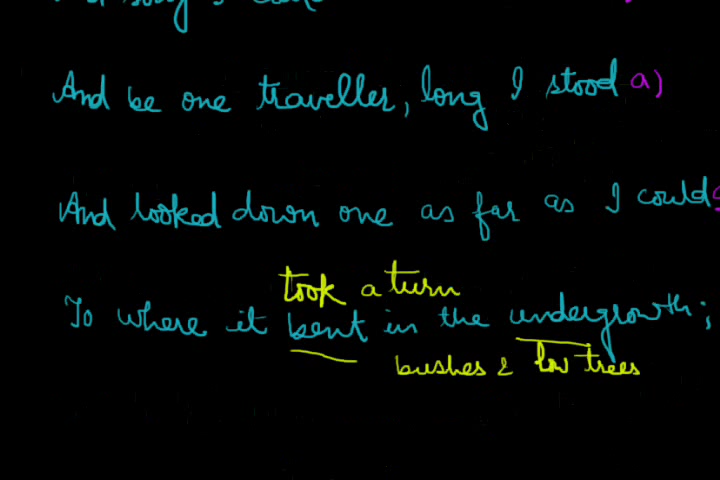 And be one traveller, long I stood a)
And looked down one as far as I could
took a turn
To where it bent in the undergrowth;
bushes & low trees